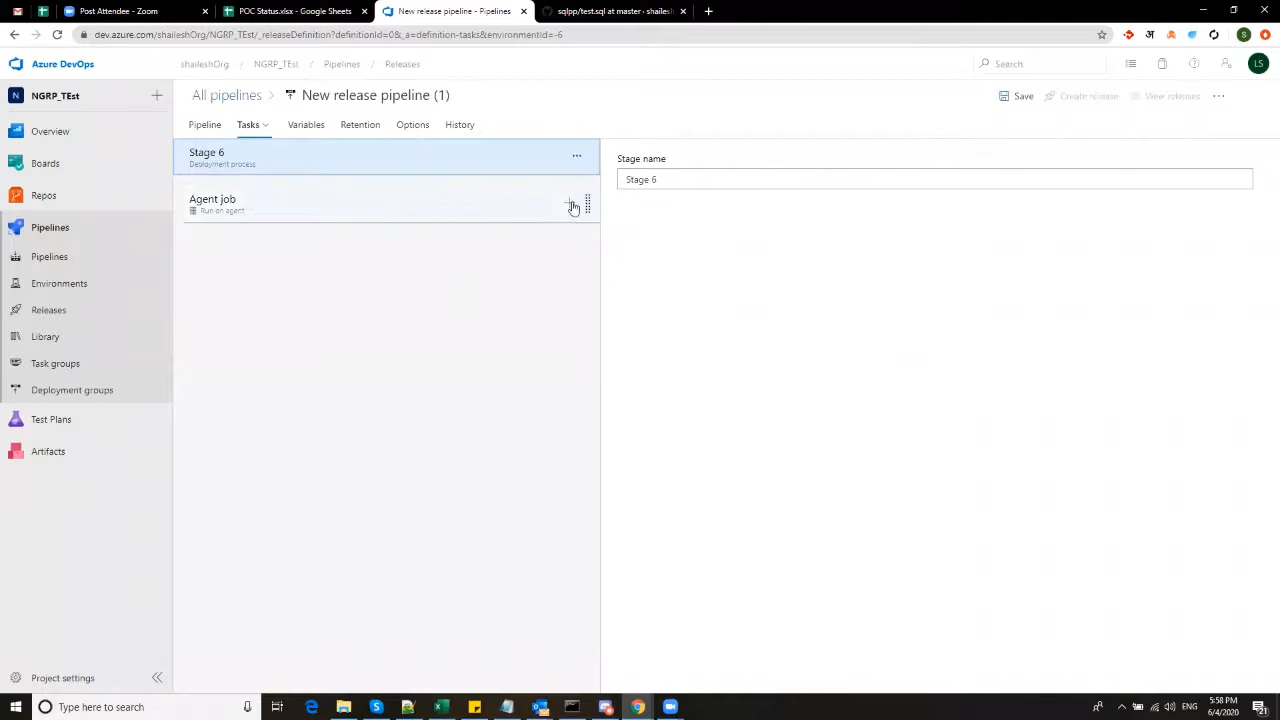 Post Attendee - Zoom
POC Status.xlsx - Google Sheets
New release pipeline - Pipelines
sqlpp/test.sql at master · shailesh
dev.azure.com/shaileshOrg/NGRP_TEst/_releaseDefinition?definitionId=0&_a=definition-tasks&environmentId=-6
S
Azure DevOps
shaileshOrg / NGRP_TEst / Pipelines / Releases
Search
LS
N
NGRP_TEst
All pipelines > New release pipeline (1)
Save
Create release
View releases
...
Overview
Boards
Repos
Pipelines
Pipelines
Environments
Releases
Library
Task groups
Deployment groups
Test Plans
Artifacts
Project settings
Pipeline
Tasks
Variables
Retention
Options
History
Stage 6
Deployment process
...
Agent job
Run on agent
Stage name
Stage 6
Type here to search
ENG
5:58 PM
6/4/2020
21